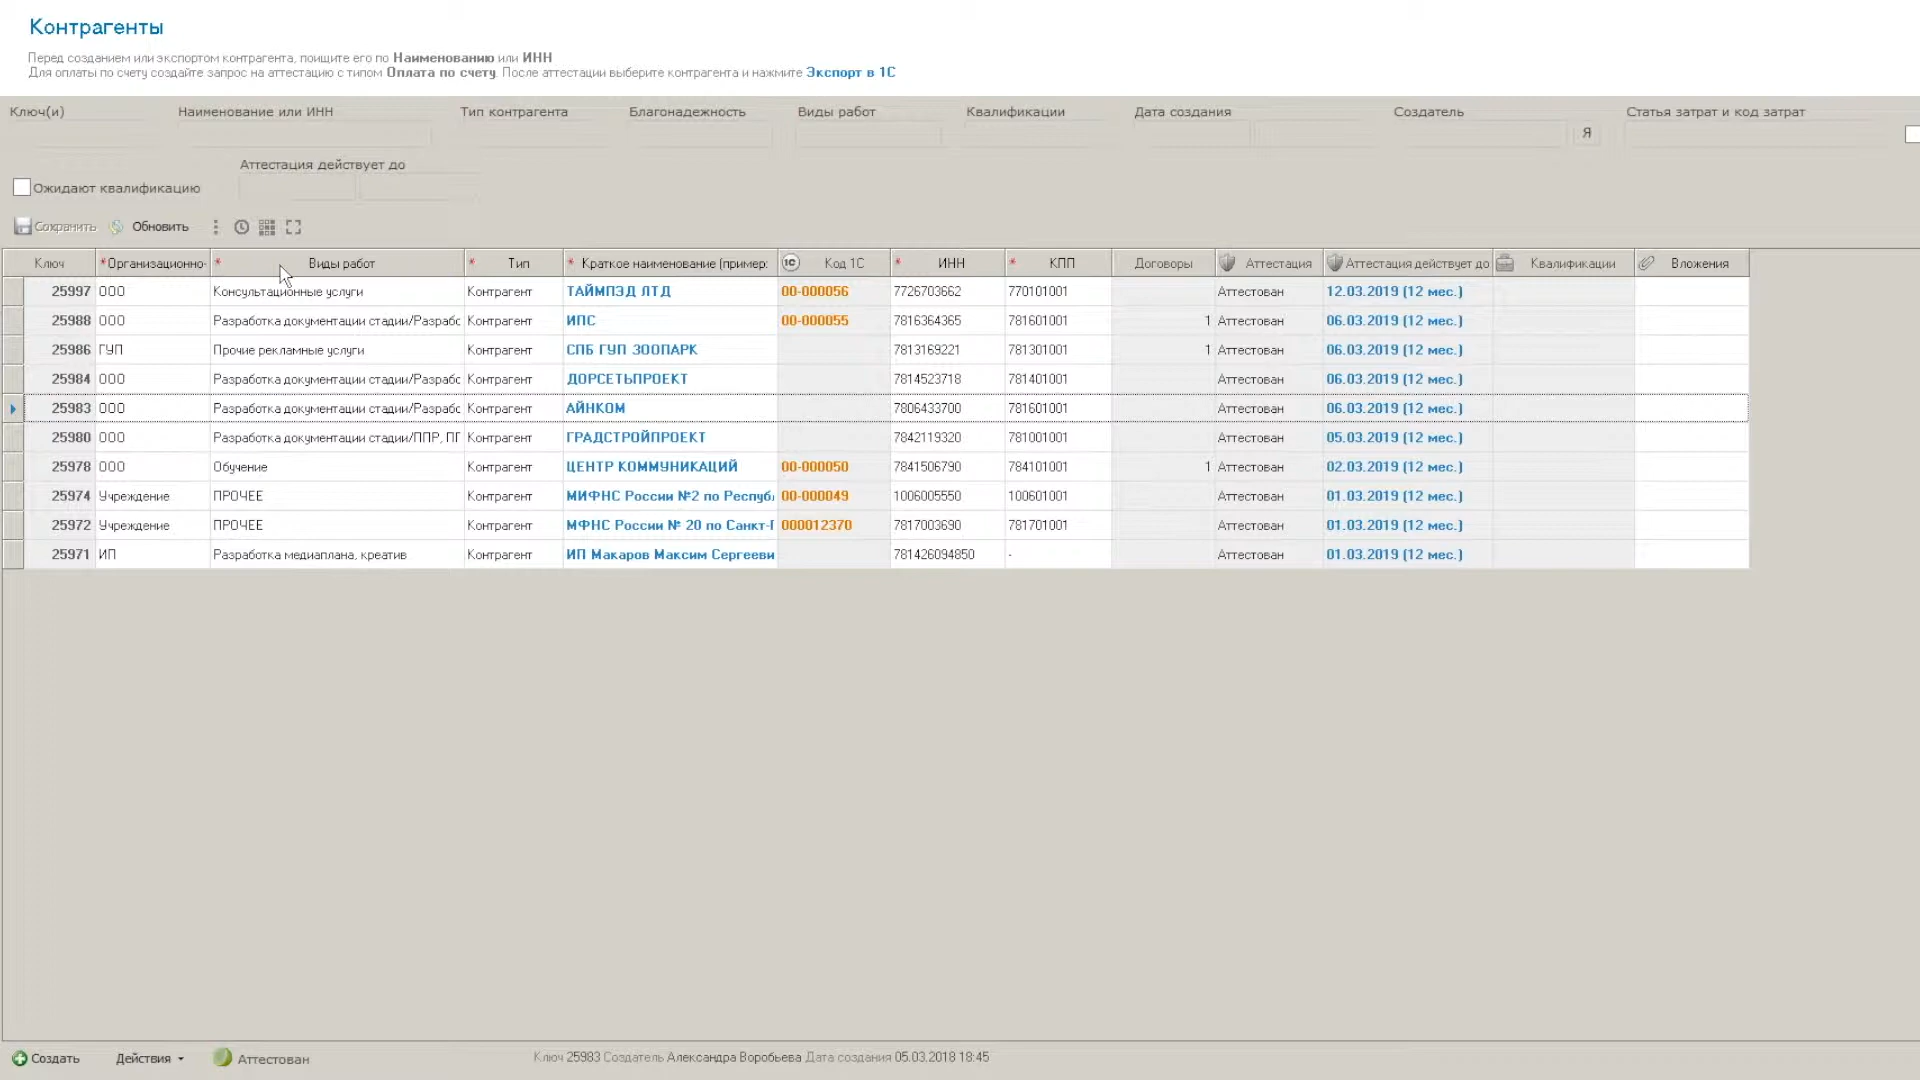 Контрагенты
Перед созданием или экспортом контрагента, поищите его по Наименованию или ИНН
Для оплаты по счету создайте запрос на аттестацию с типом Оплата по счету. После аттестации выберите контрагента и нажмите Экспорт в 1С
Ключ(и) Наименование или ИНН Тип контрагента Благонадежность Виды работ Квалификации Дата создания Создатель Статья затрат и код затрат
Я
Аттестация действует до
Ожидают квалификацию
Сохранить Обновить
Ключ *Организационно- * Виды работ * Тип * Краткое наименование (пример: 1С Код 1С * ИНН * КПП Договоры Аттестация Аттестация действует до Квалификации Вложения
25997 ООО Консультационные услуги Контрагент ТАЙМПЭД ЛТД 00-000056 7726703662 770101001 Аттестован 12.03.2019 (12 мес.)
25988 ООО Разработка документации стадии/Разрабо Контрагент ИПС 00-000055 7816364365 781601001 1 Аттестован 06.03.2019 (12 мес.)
25986 ГУП Прочие рекламные услуги Контрагент СПБ ГУП ЗООПАРК 7813169221 781301001 1 Аттестован 06.03.2019 (12 мес.)
25984 ООО Разработка документации стадии/Разрабо Контрагент ДОРСЕТЬПРОЕКТ 7814523718 781401001 Аттестован 06.03.2019 (12 мес.)
25983 ООО Разработка документации стадии/Разрабо Контрагент АЙНКОМ 7806433700 781601001 Аттестован 06.03.2019 (12 мес.)
25980 ООО Разработка документации стадии/ППР, ПГ Контрагент ГРАДСТРОЙПРОЕКТ 7842119320 781001001 Аттестован 05.03.2019 (12 мес.)
25978 ООО Обучение Контрагент ЦЕНТР КОММУНИКАЦИЙ 00-000050 7841506790 784101001 1 Аттестован 02.03.2019 (12 мес.)
25974 Учреждение ПРОЧЕЕ Контрагент МИФНС России №2 по Респуб 00-000049 1006005550 100601001 Аттестован 01.03.2019 (12 мес.)
25972 Учреждение ПРОЧЕЕ Контрагент МФНС России № 20 по Санкт-П 000012370 7817003690 781701001 Аттестован 01.03.2019 (12 мес.)
25971 ИП Разработка медиаплана, креатив Контрагент ИП Макаров Максим Сергееви 781426094850 - Аттестован 01.03.2019 (12 мес.)
Создать Действия Аттестован Ключ 25983 Создатель Александра Воробьева Дата создания 05.03.2018 18:45